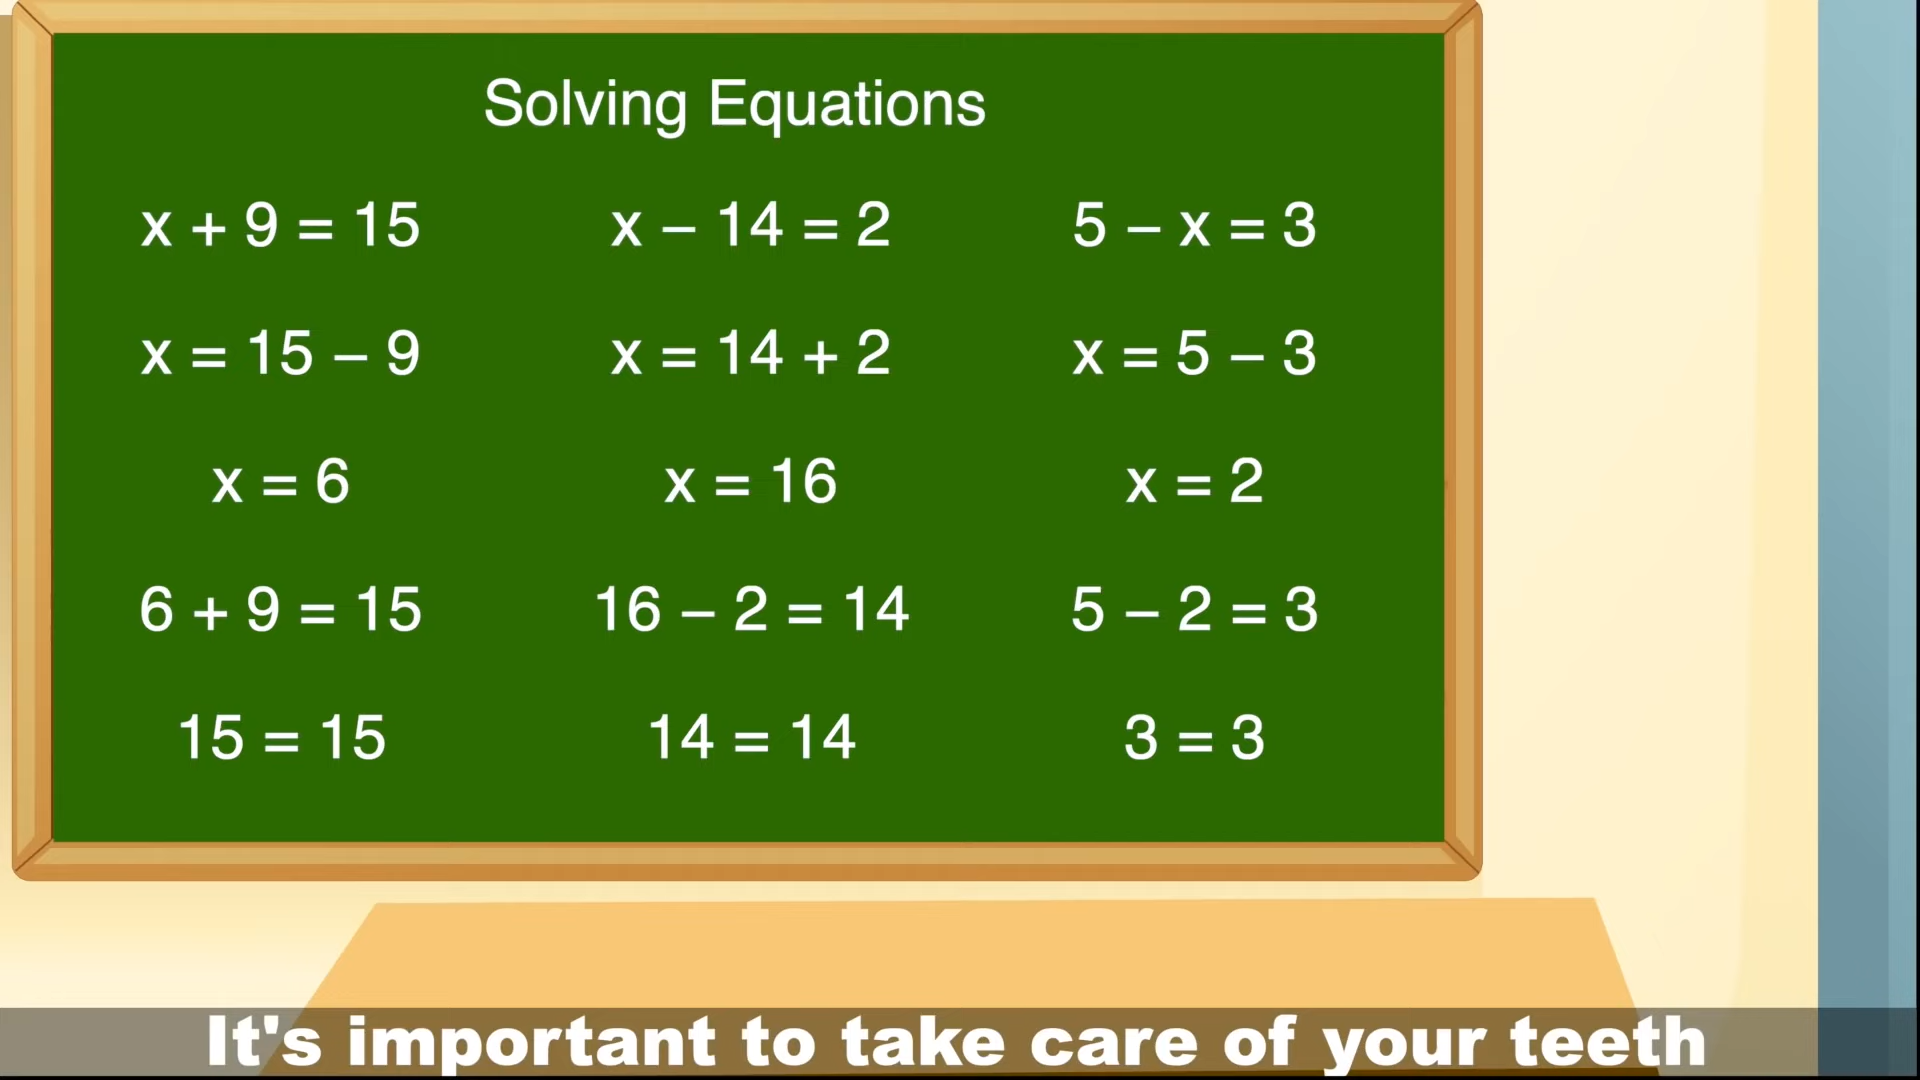 Solving Equations
x + 9 = 15
x – 14 = 2
5 – x = 3
x = 15 – 9
x = 14 + 2
x = 5 – 3
x = 6
x = 16
x = 2
6 + 9 = 15
16 – 2 = 14
5 – 2 = 3
15 = 15
14 = 14
3 = 3
It's important to take care of your teeth